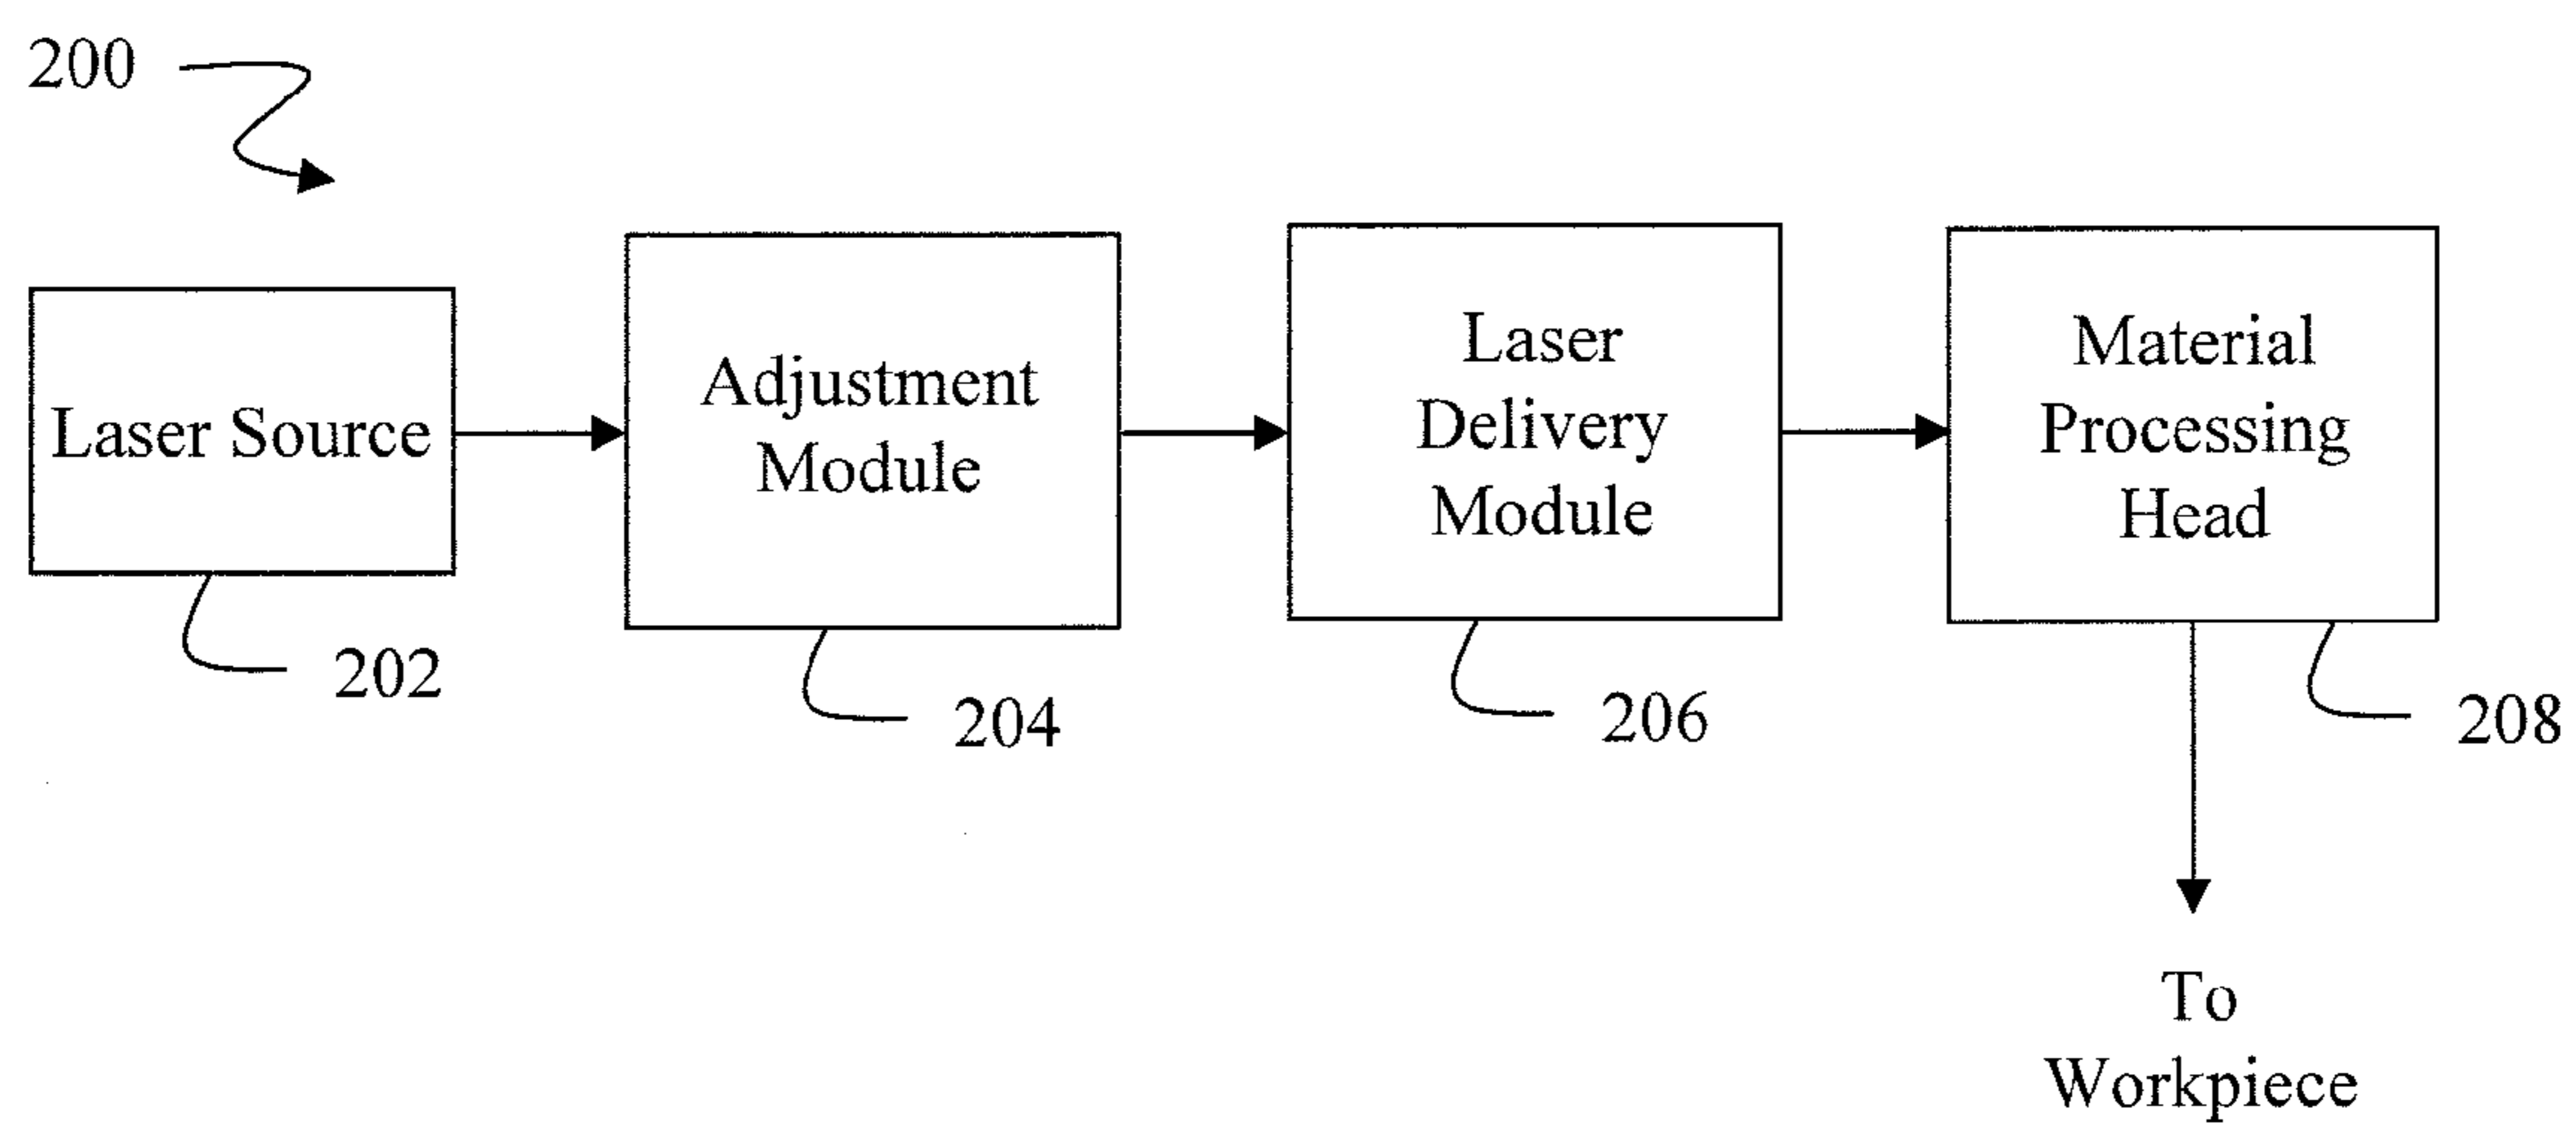 200
Laser Source
202
Adjustment
Module
204
Laser
Delivery
Module
206
Material
Processing
Head
208
To
Workpiece